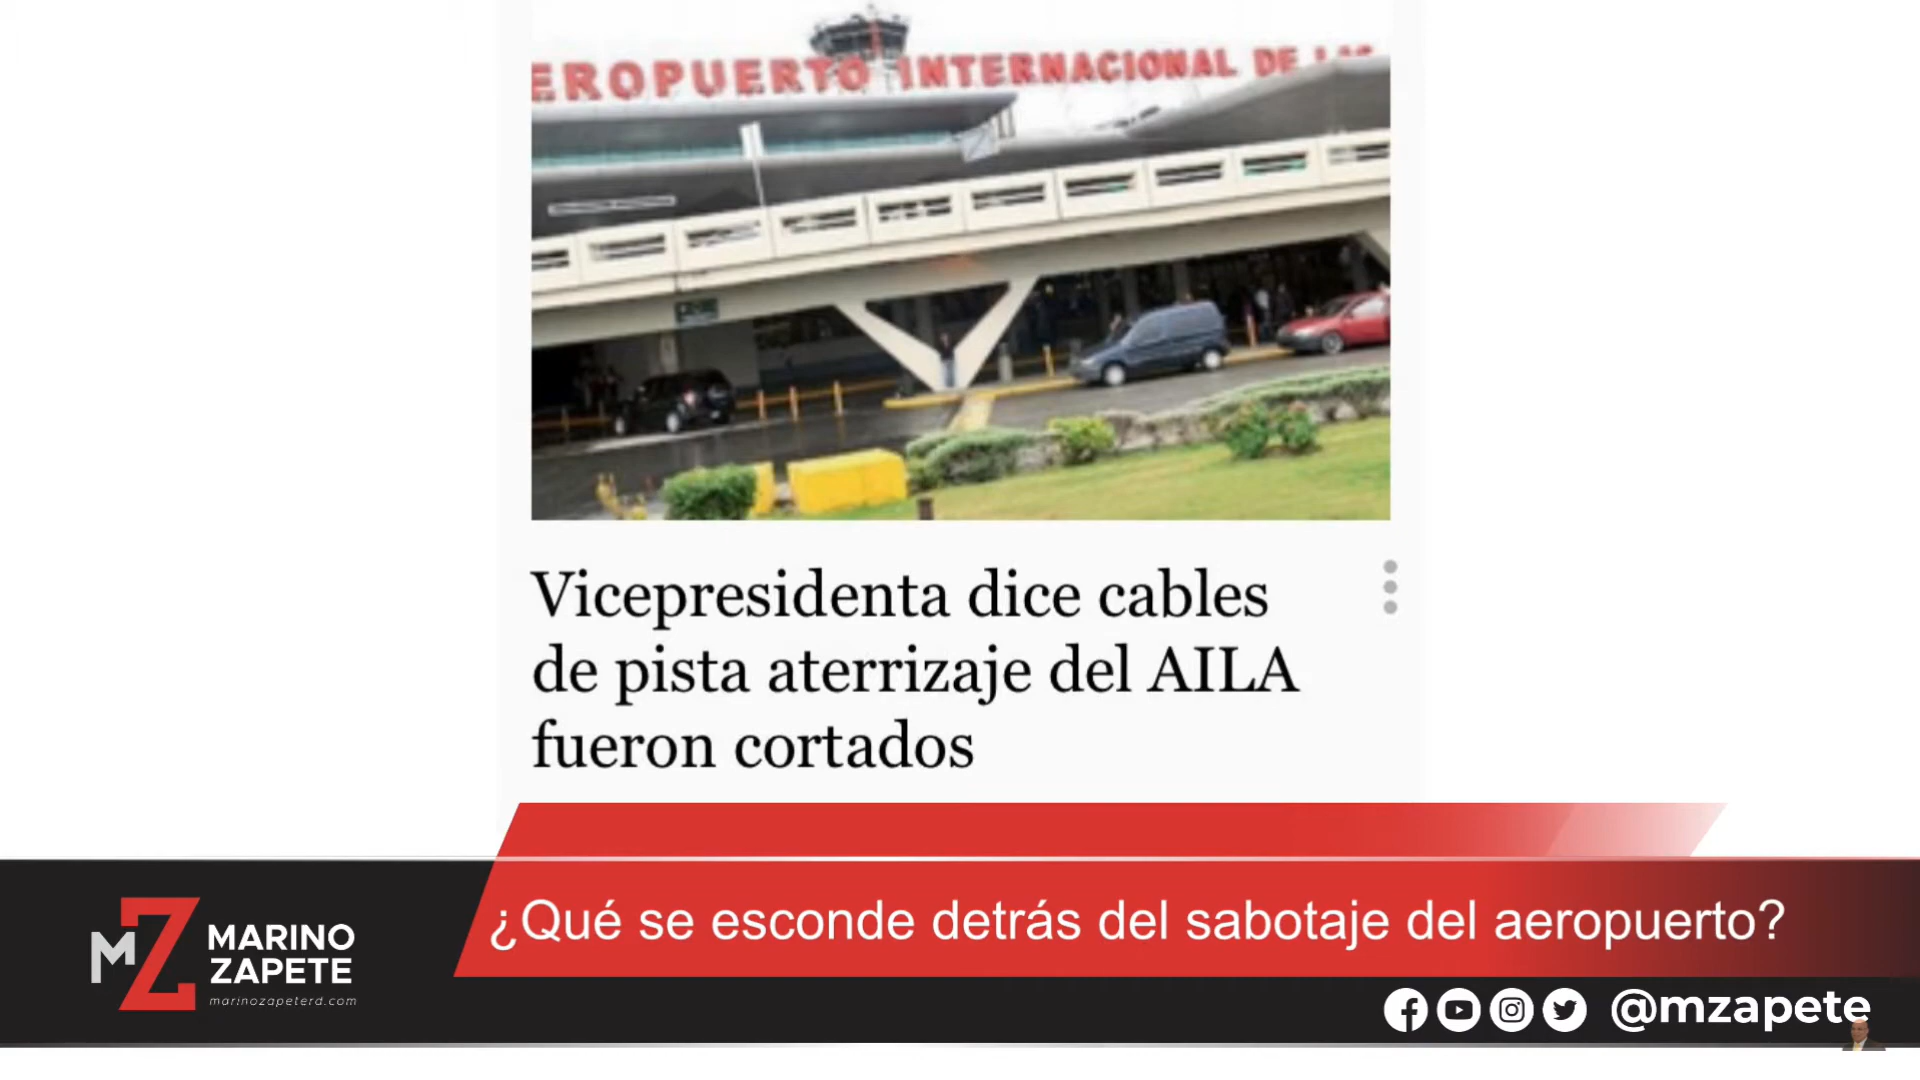 EROPUERTO INTERNACIONAL DE
Vicepresidenta dice cables
de pista aterrizaje del AILA
fueron cortados
¿Qué se esconde detrás del sabotaje del aeropuerto?
MZ
MARINO
ZAPETE
marinozapeterd.com
@mzapete